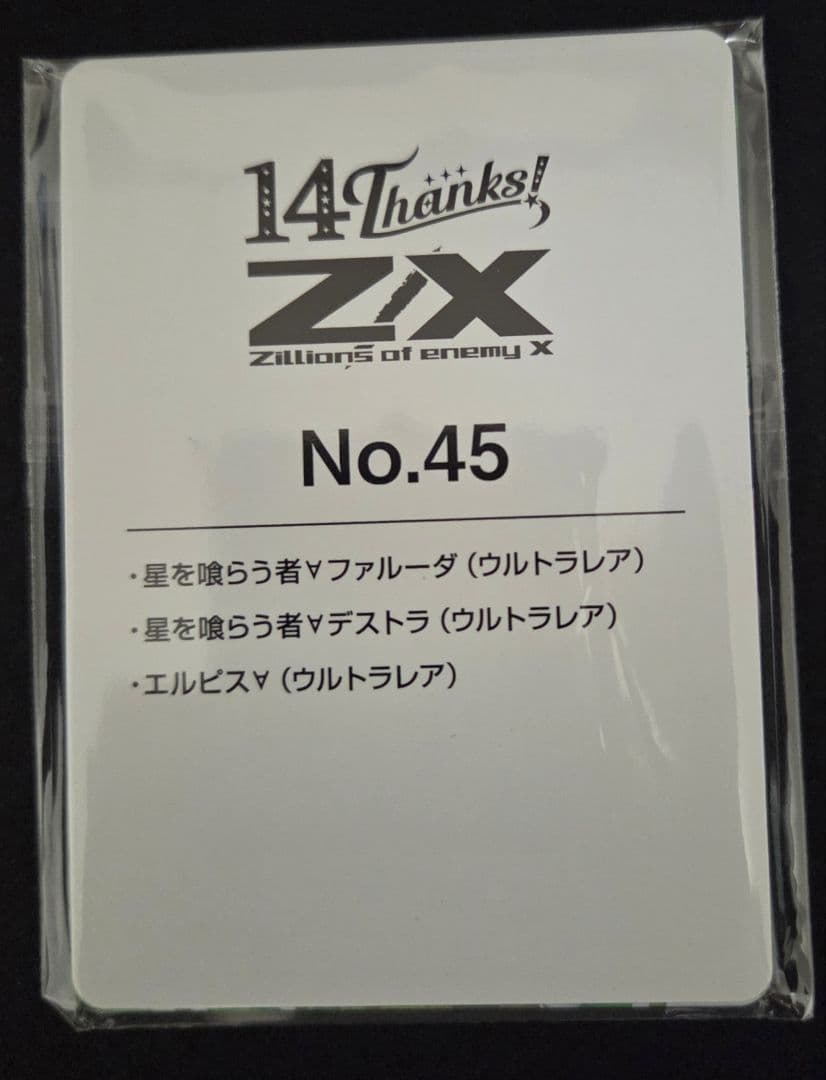 14 Thanks!
Z/X
Zillions of enemy X
No.45
・星を喰らう者∀ファルーダ（ウルトラレア）
・星を喰らう者∀デストラ（ウルトラレア）
・エルピス∀（ウルトラレア）